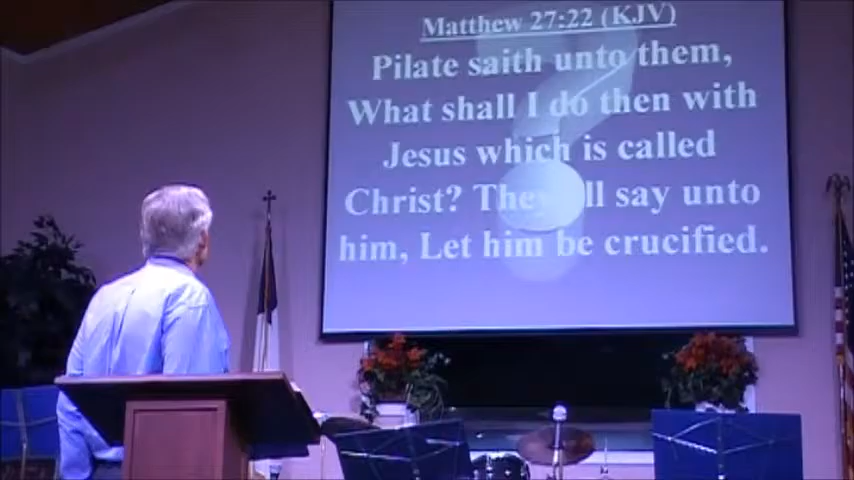 Matthew 27:22 (KJV)
Pilate saith unto them,
What shall I do then with
Jesus which is called
Christ? They all say unto
him, Let him be crucified.